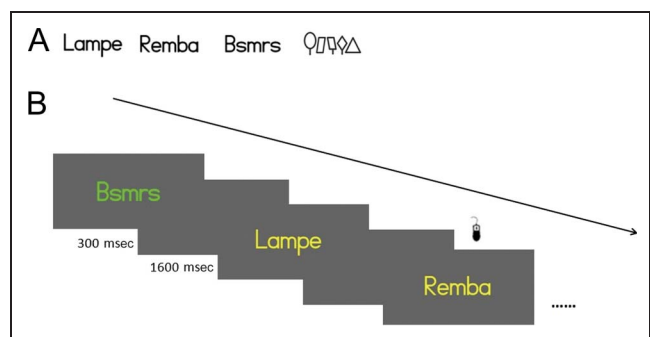 A Lampe Remba Bsmrs
B
Bsmrs
300 msec
Lampe
1600 msec
Remba
......